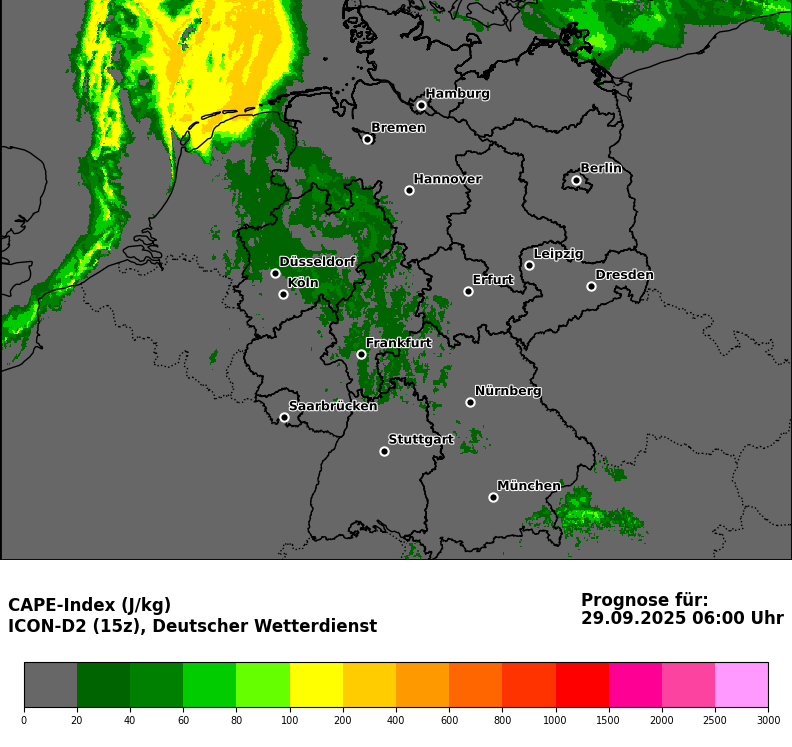 Hamburg
Bremen
Berlin
Hannover
Leipzig
Düsseldorf
Dresden
Köln
Erfurt
Frankfurt
Nürnberg
Saarbrücken
Stuttgart
München
CAPE-Index (J/kg)
ICON-D2 (15z), Deutscher Wetterdienst
Prognose für:
29.09.2025 06:00 Uhr
0 20 40 60 80 100 200 400 600 800 1000 1500 2000 2500 3000